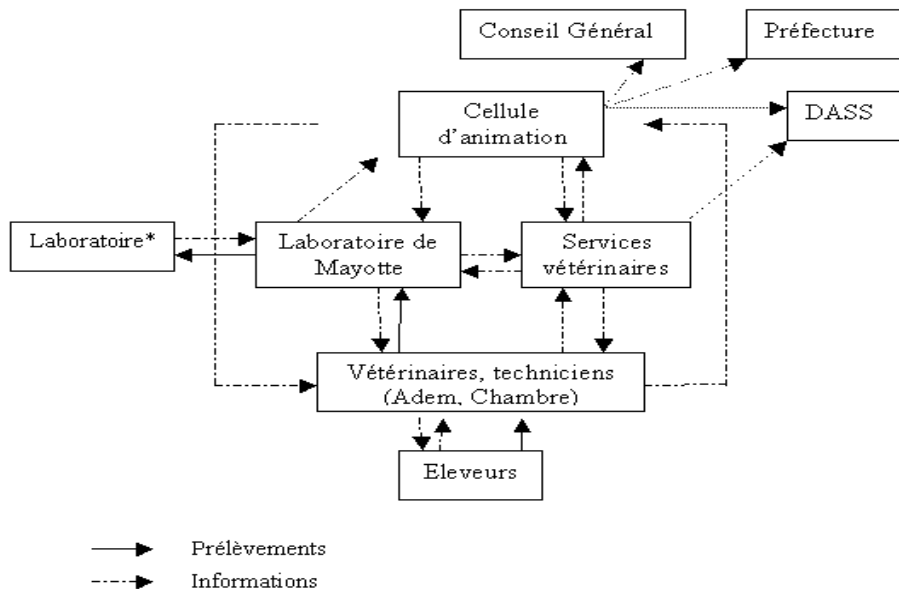 Conseil Général
Préfecture
Cellule
d'animation
DASS
Laboratoire*
Laboratoire de
Mayotte
Services
vétérinaires
Vétérinaires, techniciens
(Adem, Chambre)
Eleveurs
Prélèvements
Informations